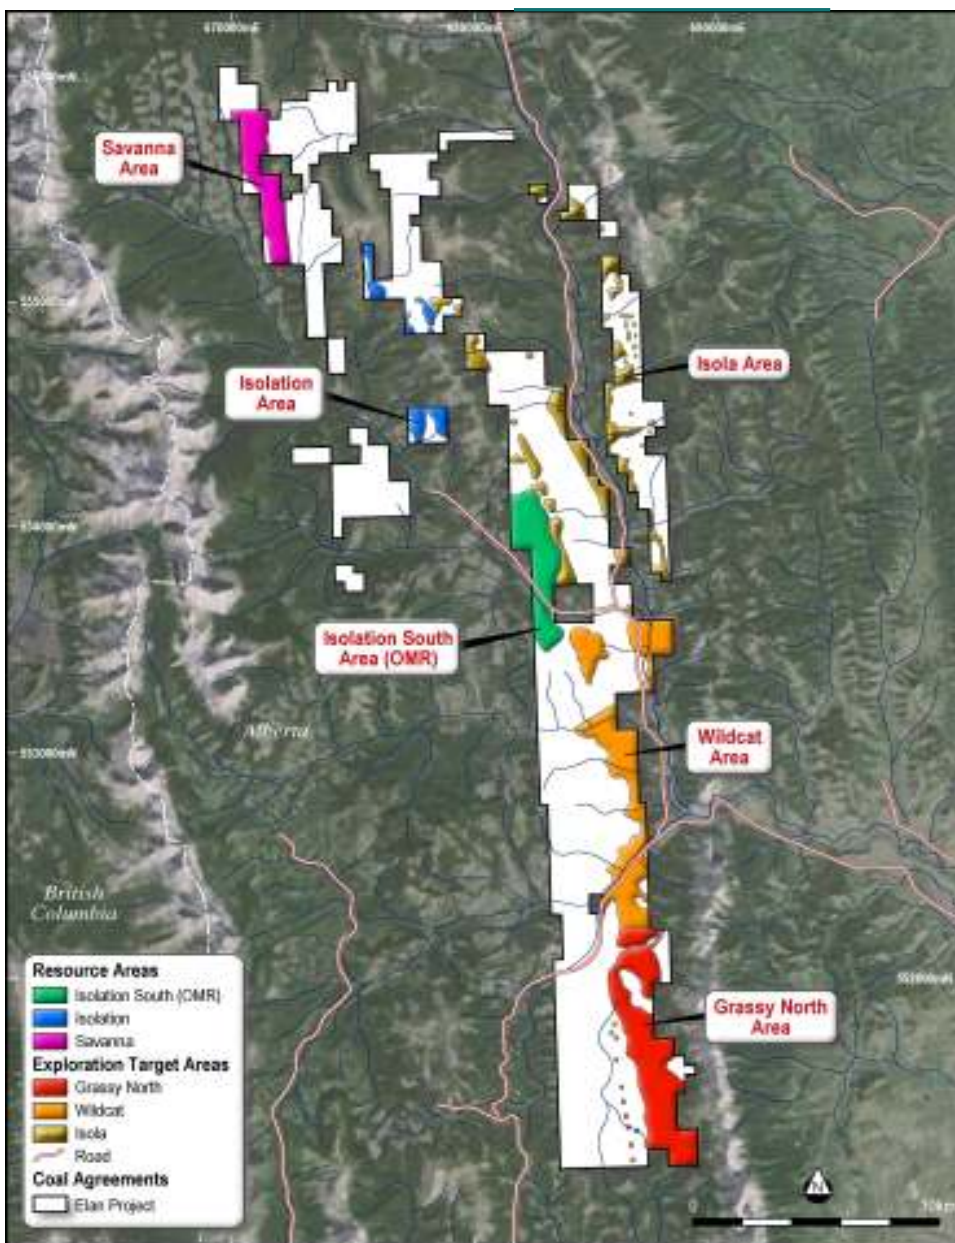 Savanna
Area
Isola Area
Isolation
Area
Isolation South
Area (OMR)
Alberta
Wildcat
Area
British
Columbia
Grassy North
Area
Resource Areas
Isolation South (OMR)
Isolation
Savanna
Exploration Target Areas
Grassy North
Wildcat
Isola
Road
Coal Agreements
Elan Project
N
0